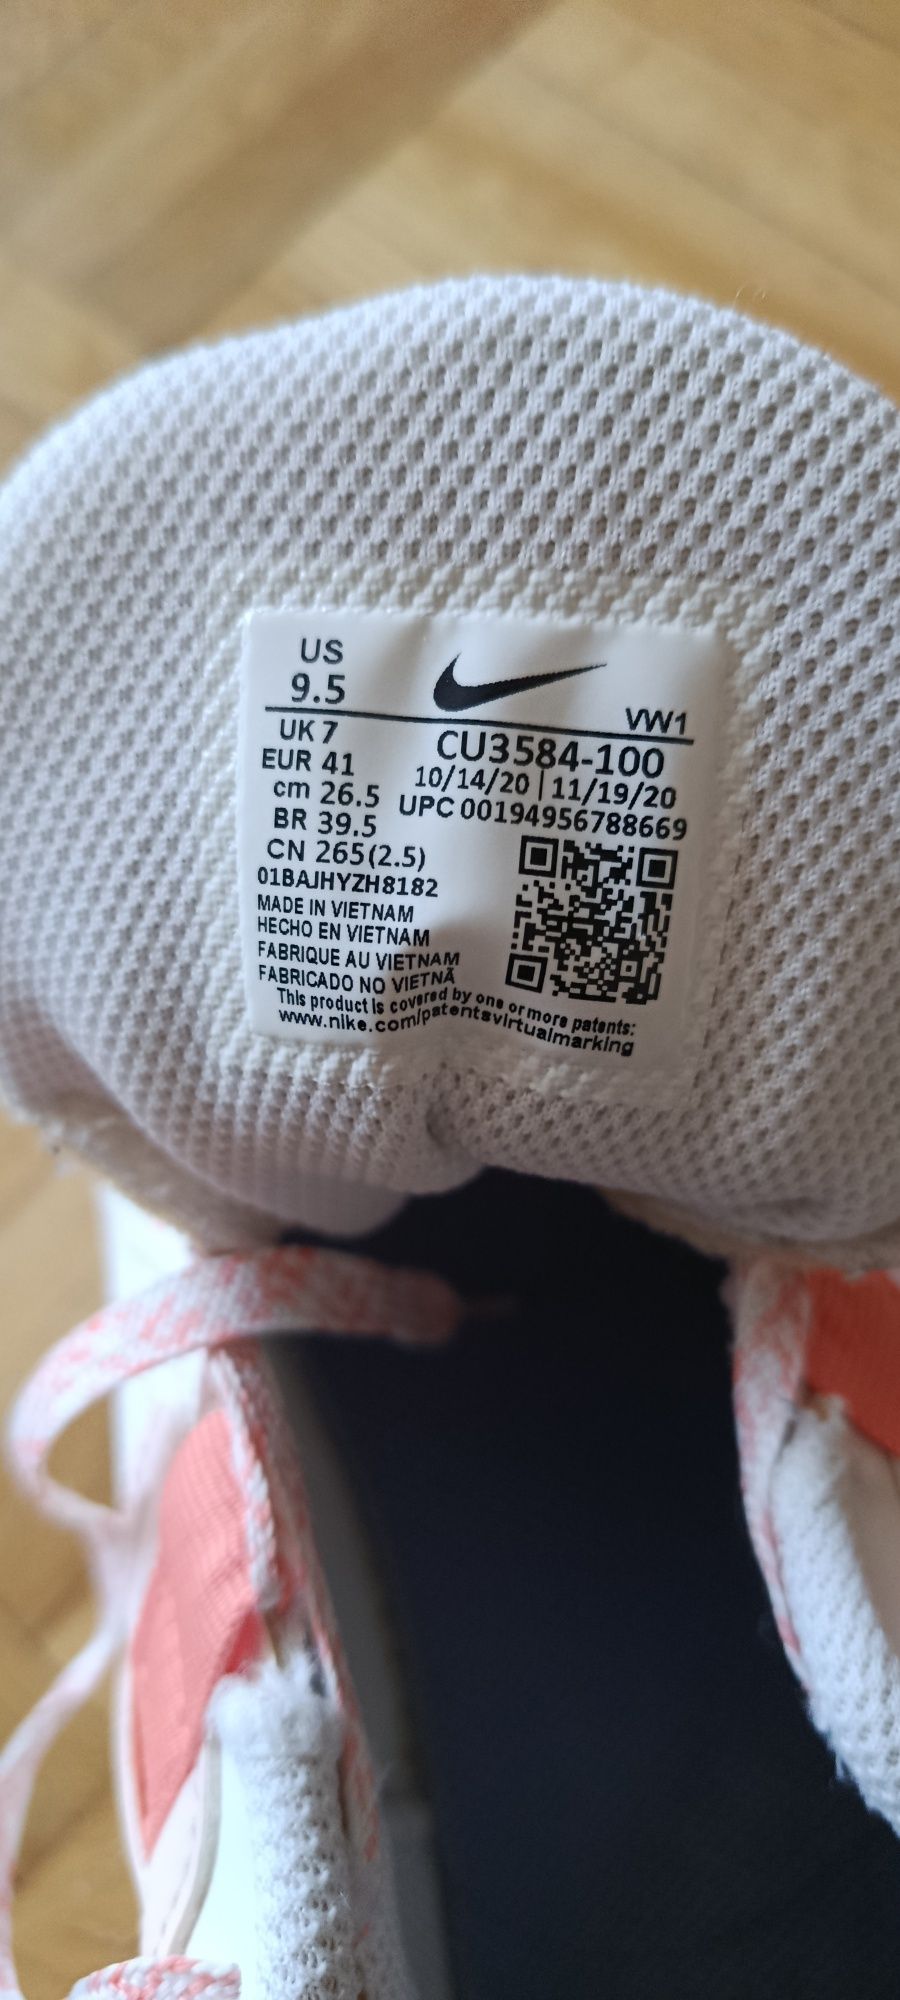 US
9.5
VW1
UK 7
CU3584-100
EUR 41
10/14/20 | 11/19/20
cm 26.5
UPC 00194956788669
BR 39.5
CN 265(2.5)
01BAJHYZH8182
MADE IN VIETNAM
HECHO EN VIETNAM
FABRIQUE AU VIETNAM
FABRICADO NO VIETNÃ
This product is covered by one or more patents:
www.nike.com/patentsvirtualmarking